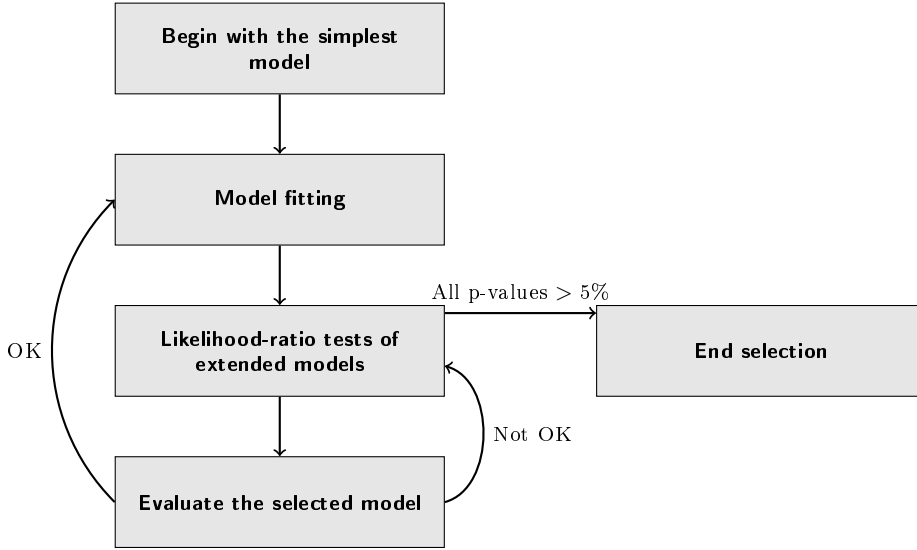 Begin with the simplest
model
Model fitting
All p-values > 5%
Likelihood-ratio tests of
extended models
End selection
OK
Not OK
Evaluate the selected model